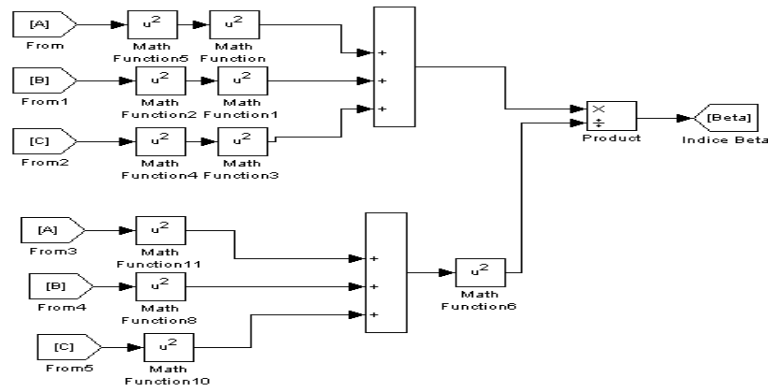 [A]
From
u²
Math
Function5
u²
Math
Function
[B]
From1
u²
Math
Function2
u²
Math
Function1
[C]
From2
u²
Math
Function4
u²
Math
Function3
+
+
+
×
÷
Product
[Beta]
Indice Beta
[A]
From3
u²
Math
Function11
[B]
From4
u²
Math
Function8
[C]
From5
u²
Math
Function10
+
+
+
u²
Math
Function6